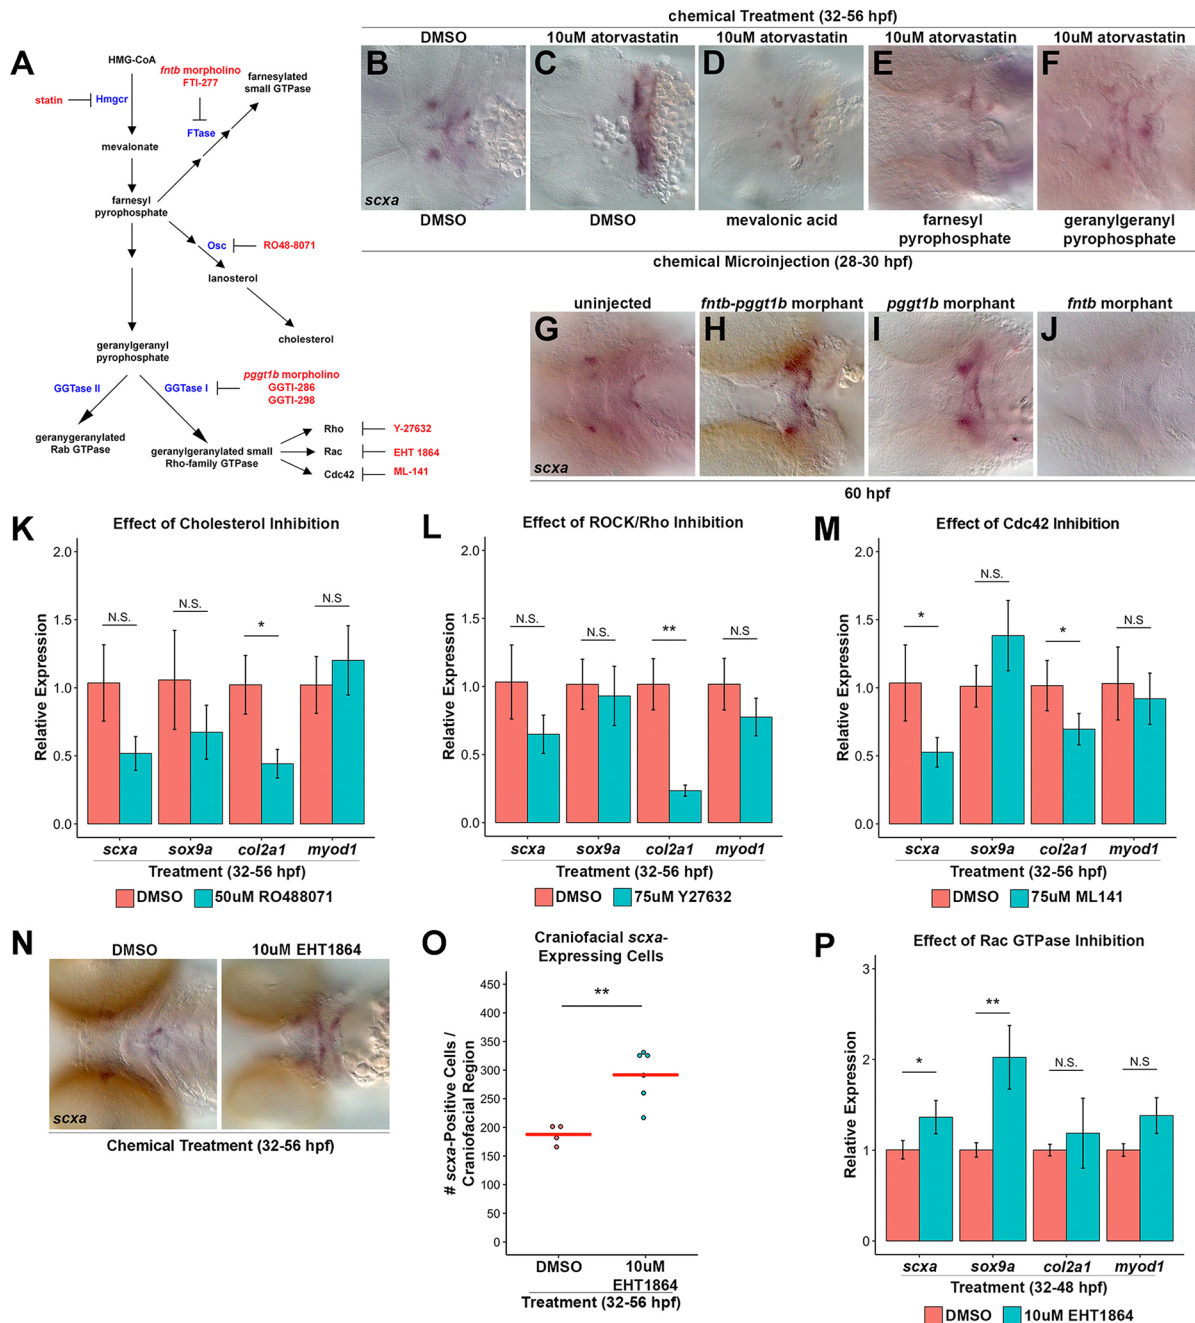 chemical Treatment (32-56 hpf)
DMSO
10uM atorvastatin
10uM atorvastatin
10uM atorvastatin
10uM atorvastatin
A
HMG-CoA
statin
Hmgcr
fntb morpholino
FTI-277
farnesylated
small GTPase
FTase
mevalonate
farnesyl
pyrophosphate
Osc
RO48-8071
lanosterol
cholesterol
geranylgeranyl
pyrophosphate
GGTase II
GGTase I
pggt1b morpholino
GGTI-286
GGTI-298
geranygeranylated
Rab GTPase
geranygeranylated small
Rho-family GTPase
Rho
Rac
Cdc42
Y-27632
EHT 1864
ML-141
B
C
D
E
F
scxa
DMSO
DMSO
mevalonic acid
farnesyl
pyrophosphate
geranylgeranyl
pyrophosphate
chemical Microinjection (28-30 hpf)
uninjected
fntb-pggt1b morphant
pggt1b morphant
fntb morphant
G
H
I
J
scxa
60 hpf
K
Effect of Cholesterol Inhibition
Relative Expression
2.0
1.5
1.0
0.5
0.0
N.S.
N.S.
*
N.S.
scxa
sox9a
col2a1
myod1
Treatment (32-56 hpf)
DMSO
50uM RO488071
L
Effect of ROCK/Rho Inhibition
Relative Expression
2.0
1.5
1.0
0.5
0.0
N.S.
N.S.
**
N.S
scxa
sox9a
col2a1
myod1
Treatment (32-56 hpf)
DMSO
75uM Y27632
M
Effect of Cdc42 Inhibition
Relative Expression
2.0
1.5
1.0
0.5
0.0
*
N.S.
*
N.S
scxa
sox9a
col2a1
myod1
Treatment (32-56 hpf)
DMSO
75uM ML141
N
DMSO
10uM EHT1864
scxa
Chemical Treatment (32-56 hpf)
O
Craniofacial scxa-
Expressing Cells
# scxa-Positive Cells /
Craniofacial Region
450
400
350
300
250
200
150
100
50
0
**
DMSO
10uM
EHT1864
Treatment (32-56 hpf)
P
Effect of Rac GTPase Inhibition
Relative Expression
3
2
1
0
*
**
N.S.
N.S.
scxa
sox9a
col2a1
myod1
Treatment (32-48 hpf)
DMSO
10uM EHT1864